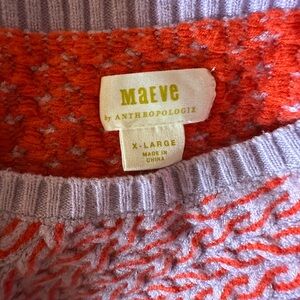 MAEVE
by ANTHROPOLOGIE
X-LARGE
MADE IN
CHINA